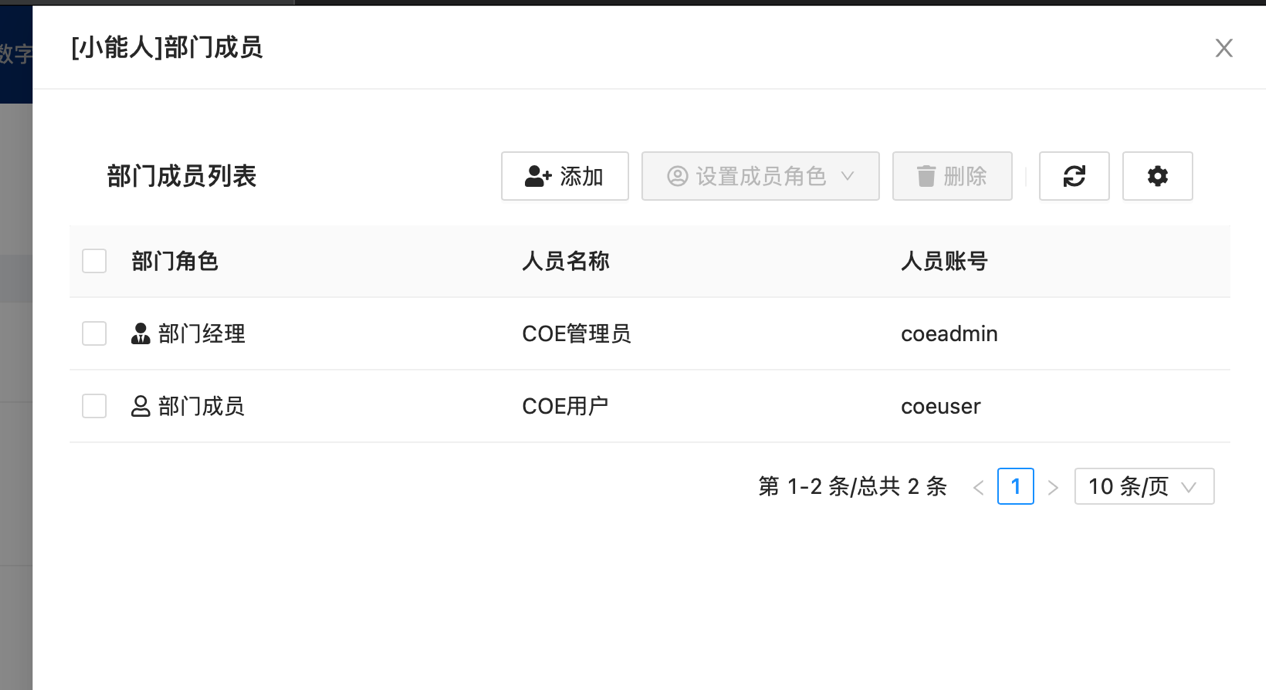 数字
[小能人]部门成员
部门成员列表 添加 设置成员角色 删除
部门角色 人员名称 人员账号
部门经理 COE管理员 coeadmin
部门成员 COE用户 coeuser
第 1-2 条/总共 2 条 < 1 > 10 条/页